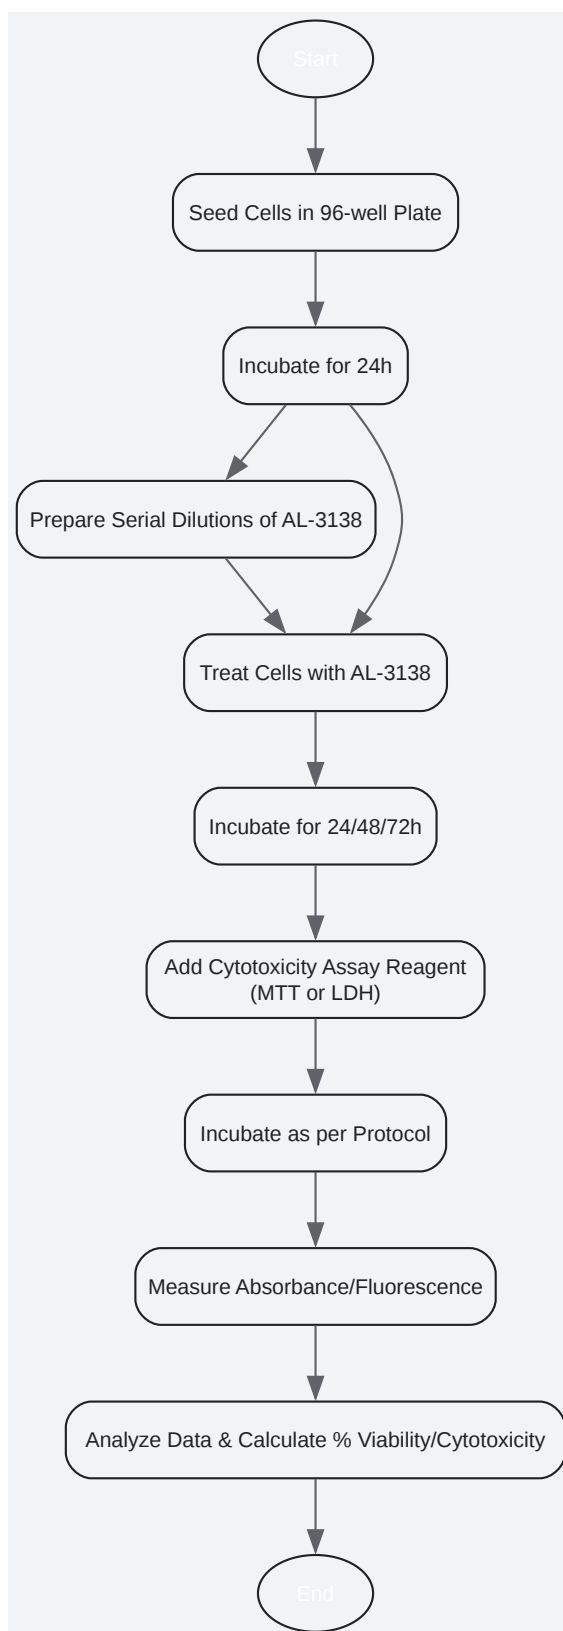 Start
Seed Cells in 96-well Plate
Incubate for 24h
Prepare Serial Dilutions of AL-3138
Treat Cells with AL-3138
Incubate for 24/48/72h
Add Cytotoxicity Assay Reagent
(MTT or LDH)
Incubate as per Protocol
Measure Absorbance/Fluorescence
Analyze Data & Calculate % Viability/Cytotoxicity
End